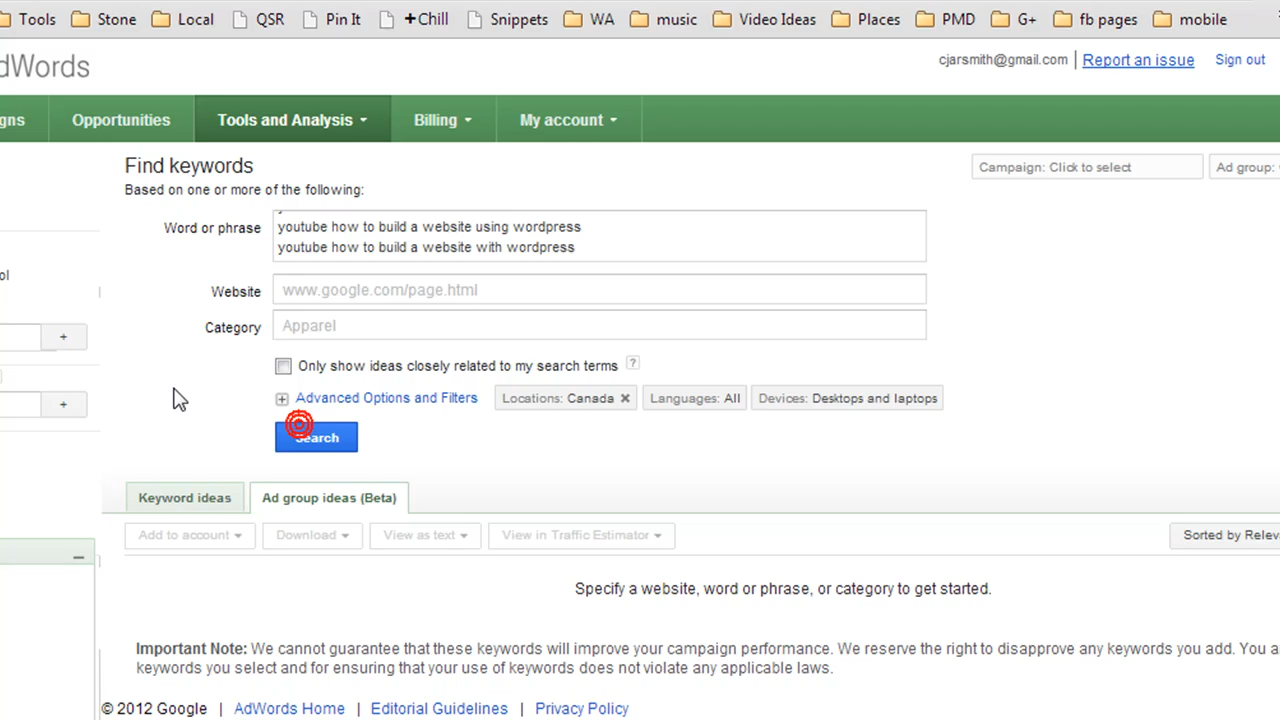 Tools Stone Local QSR Pin It +Chill Snippets WA music Video Ideas Places PMD G+ fb pages mobile
dWords
cjarsmith@gmail.com | Report an issue Sign out
gns Opportunities Tools and Analysis Billing My account
Find keywords
Campaign: Click to select Ad group:
Based on one or more of the following:
Word or phrase
youtube how to build a website using wordpress
youtube how to build a website with wordpress
ol
Website www.google.com/page.html
Category Apparel
+
Only show ideas closely related to my search terms ?
Advanced Options and Filters Locations: Canada × Languages: All Devices: Desktops and laptops
+
Search
Keyword ideas Ad group ideas (Beta)
Add to account Download View as text View in Traffic Estimator Sorted by Releva
Specify a website, word or phrase, or category to get started.
Important Note: We cannot guarantee that these keywords will improve your campaign performance. We reserve the right to disapprove any keywords you add. You a
keywords you select and for ensuring that your use of keywords does not violate any applicable laws.
© 2012 Google | AdWords Home | Editorial Guidelines | Privacy Policy